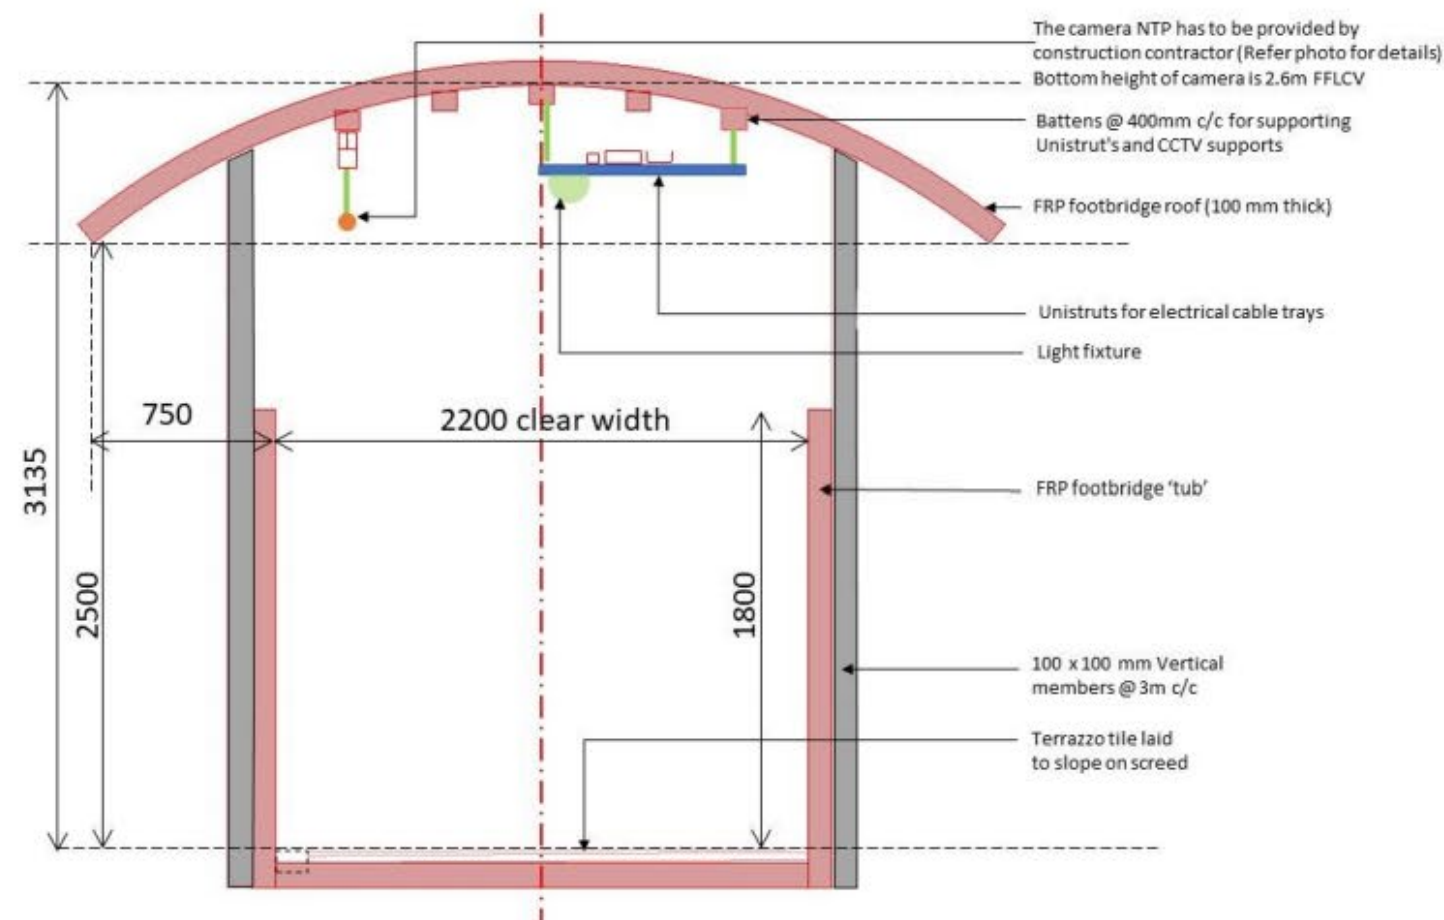 The camera NTP has to be provided by
construction contractor (Refer photo for details)
Bottom height of camera is 2.6m FFLCV
Battens @ 400mm c/c for supporting
Unistrut's and CCTV supports
FRP footbridge roof (100 mm thick)
Unistruts for electrical cable trays
Light fixture
750
2200 clear width
3135
FRP footbridge 'tub'
2500
1800
100 x 100 mm Vertical
members @ 3m c/c
Terrazzo tile laid
to slope on screed